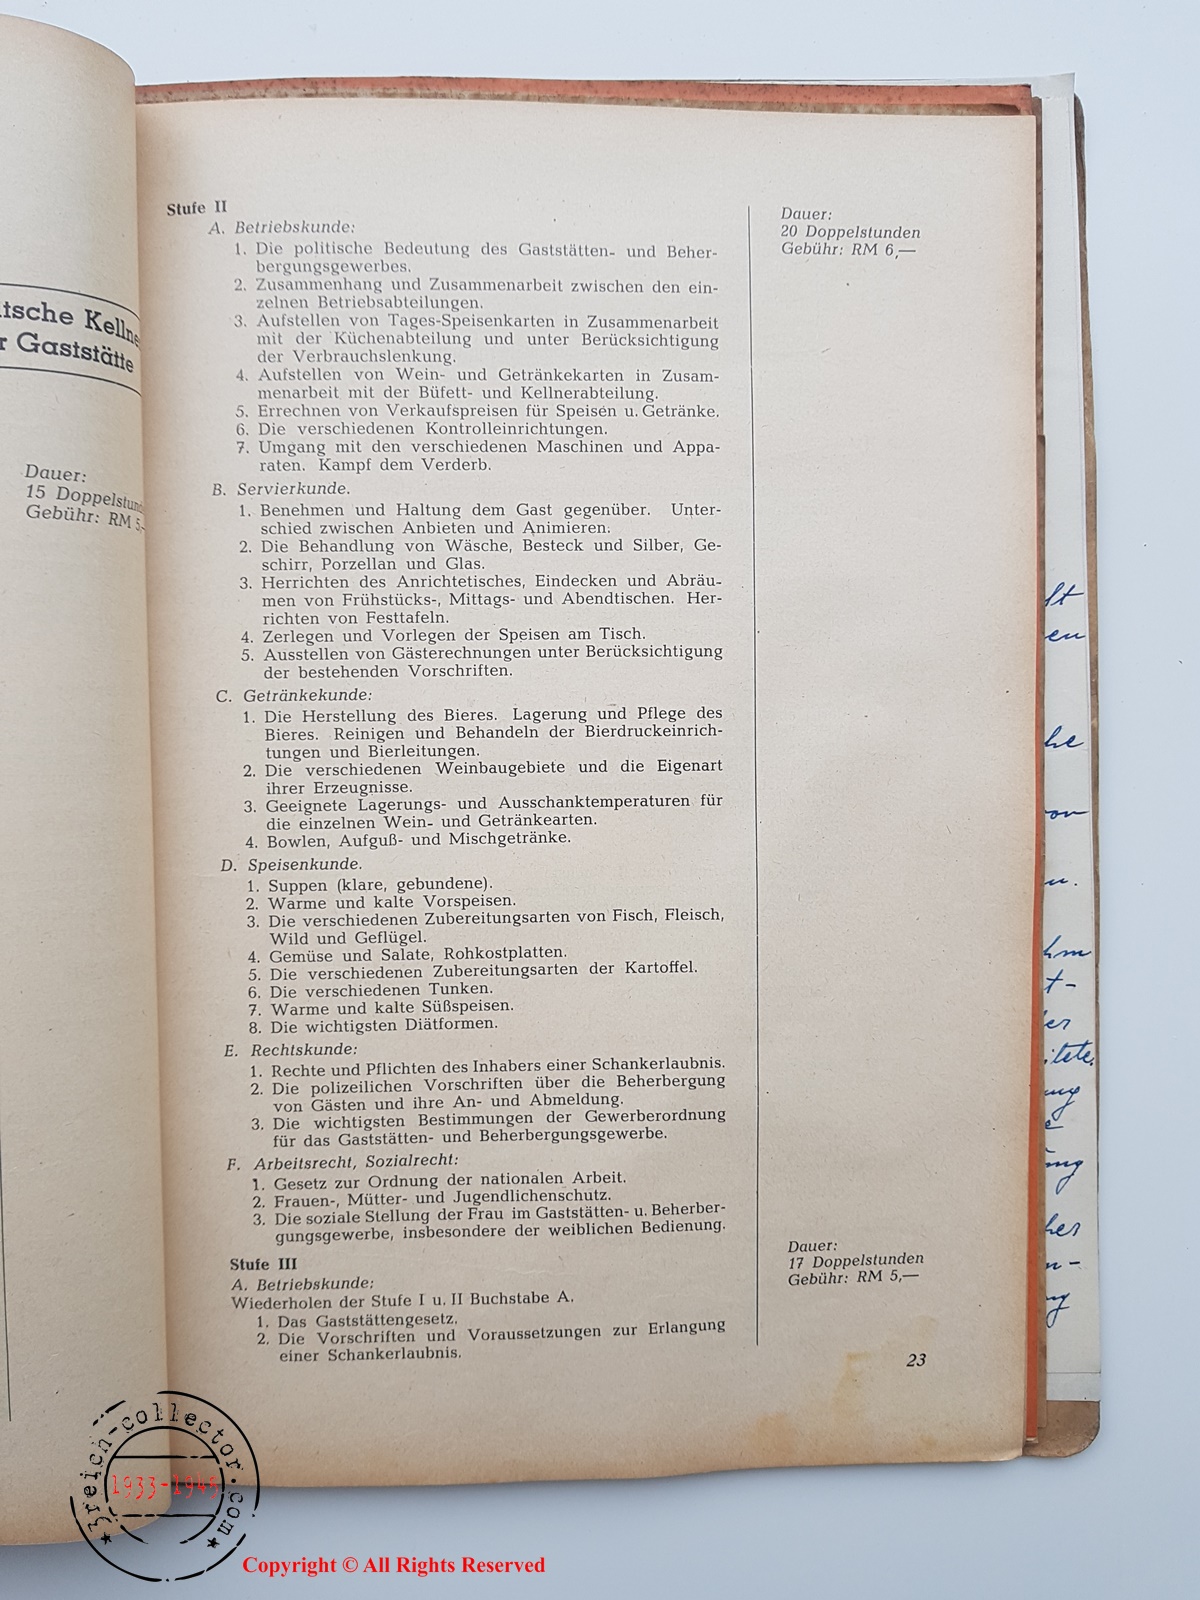 tsche Kellne
r Gaststätte
Dauer:
15 Doppelstund
Gebühr: RM 5,—
Stufe II
A. Betriebskunde:
1. Die politische Bedeutung des Gaststätten- und Beher-
bergungsgewerbes.
2. Zusammenhang und Zusammenarbeit zwischen den ein-
zelnen Betriebsabteilungen.
3. Aufstellen von Tages-Speisenkarten in Zusammenarbeit
mit der Küchenabteilung und unter Berücksichtigung
der Verbrauchslenkung.
4. Aufstellen von Wein- und Getränkekarten in Zusam-
menarbeit mit der Büfett- und Kellnerabteilung.
5. Errechnen von Verkaufspreisen für Speisen u. Getränke.
6. Die verschiedenen Kontrolleinrichtungen.
7. Umgang mit den verschiedenen Maschinen und Appa-
raten. Kampf dem Verderb.
B. Servierkunde.
1. Benehmen und Haltung dem Gast gegenüber. Unter-
schied zwischen Anbieten und Animieren.
2. Die Behandlung von Wäsche, Besteck und Silber, Ge-
schirr, Porzellan und Glas.
3. Herrichten des Anrichtetisches, Eindecken und Abräu-
men von Frühstücks-, Mittags- und Abendtischen. Her-
richten von Festtafeln.
4. Zerlegen und Vorlegen der Speisen am Tisch.
5. Ausstellen von Gästerechnungen unter Berücksichtigung
der bestehenden Vorschriften.
C. Getränkekunde:
1. Die Herstellung des Bieres. Lagerung und Pflege des
Bieres. Reinigen und Behandeln der Bierdruckeinrich-
tungen und Bierleitungen.
2. Die verschiedenen Weinbaugebiete und die Eigenart
ihrer Erzeugnisse.
3. Geeignete Lagerungs- und Ausschanktemperaturen für
die einzelnen Wein- und Getränkearten.
4. Bowlen, Aufguß- und Mischgetränke.
D. Speisenkunde.
1. Suppen (klare, gebundene).
2. Warme und kalte Vorspeisen.
3. Die verschiedenen Zubereitungsarten von Fisch, Fleisch,
Wild und Geflügel.
4. Gemüse und Salate, Rohkostplatten.
5. Die verschiedenen Zubereitungsarten der Kartoffel.
6. Die verschiedenen Tunken.
7. Warme und kalte Süßspeisen.
8. Die wichtigsten Diätformen.
E. Rechtskunde:
1. Rechte und Pflichten des Inhabers einer Schankerlaubnis.
2. Die polizeilichen Vorschriften über die Beherbergung
von Gästen und ihre An- und Abmeldung.
3. Die wichtigsten Bestimmungen der Gewerberordnung
für das Gaststätten- und Beherbergungsgewerbe.
F. Arbeitsrecht, Sozialrecht:
1. Gesetz zur Ordnung der nationalen Arbeit.
2. Frauen-, Mütter- und Jugendlichenschutz.
3. Die soziale Stellung der Frau im Gaststätten- u. Beherber-
gungsgewerbe, insbesondere der weiblichen Bedienung.
Stufe III
A. Betriebskunde:
Wiederholen der Stufe I u. II Buchstabe A.
1. Das Gaststättengesetz.
2. Die Vorschriften und Voraussetzungen zur Erlangung
einer Schankerlaubnis.
Dauer:
20 Doppelstunden
Gebühr: RM 6,—
Dauer:
17 Doppelstunden
Gebühr: RM 5,—
23
3reich-collector.com
1933-1945
Copyright © All Rights Reserved